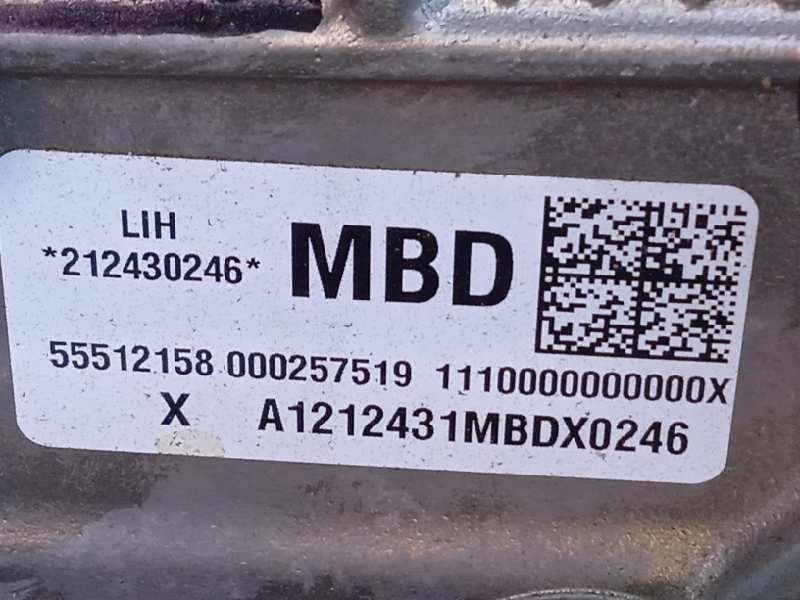 LIH
*212430246*
MBD
55512158 000257519 1110000000000X
X A1212431MBDX0246